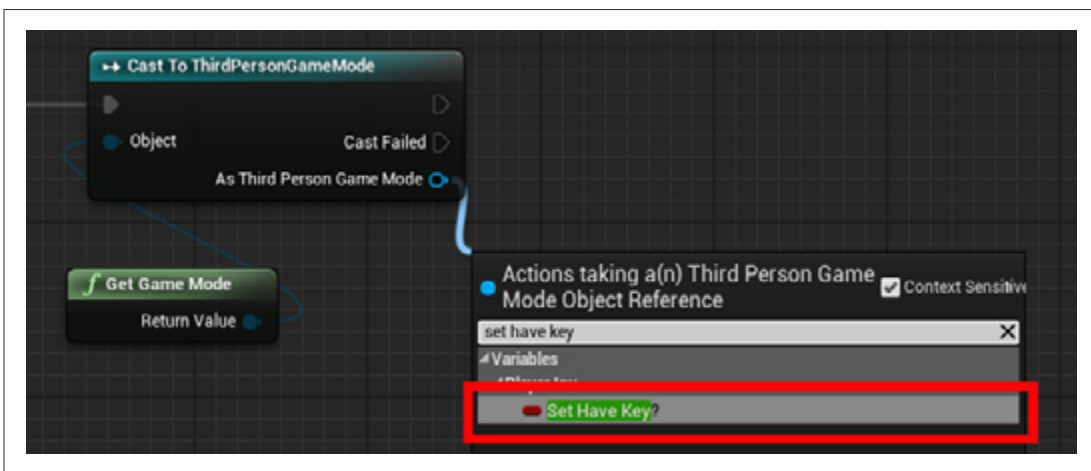 Cast To ThirdPersonGameMode
Object
Cast Failed
As Third Person Game Mode
Get Game Mode
Return Value
Actions taking a(n) Third Person Game
Mode Object Reference
Context Sensitive
set have key
Variables
Set Have Key?